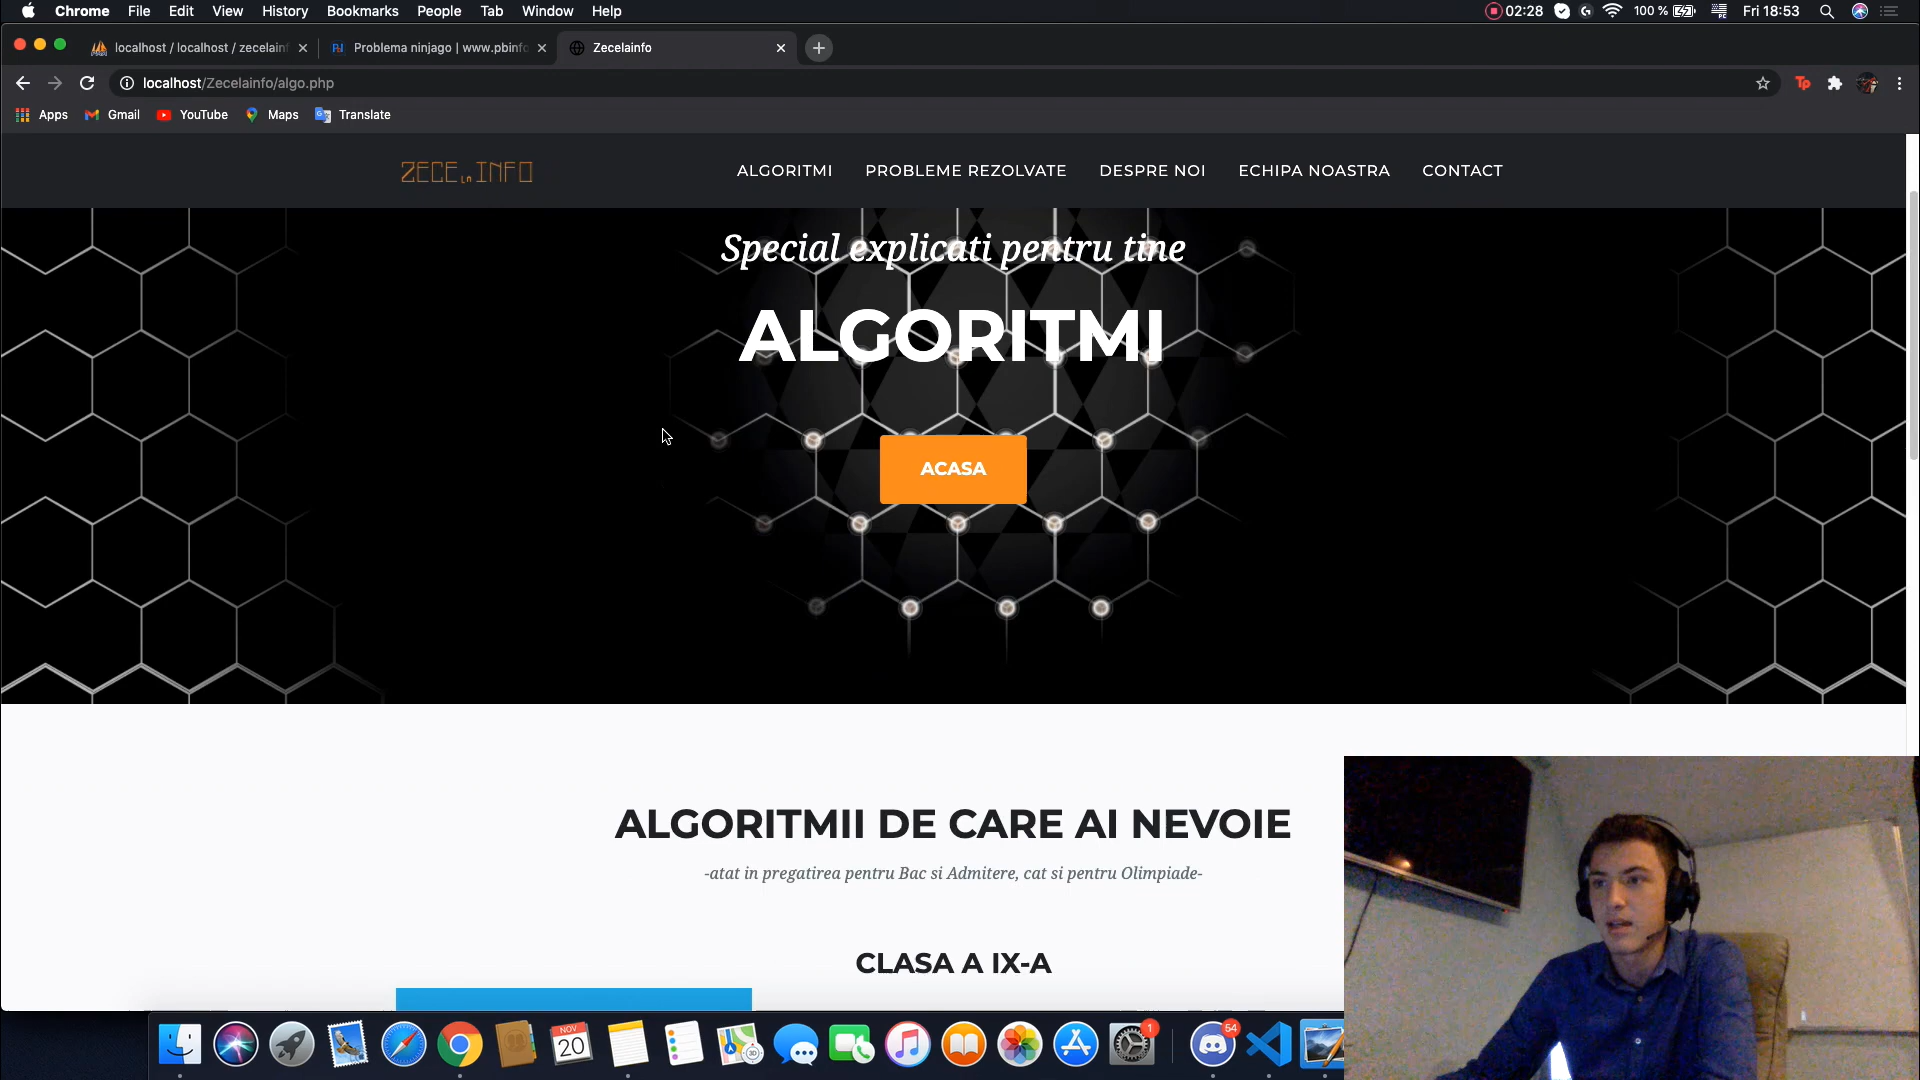 Chrome File Edit View History Bookmarks People Tab Window Help
02:28 100 % Fri 18:53
localhost / localhost / zecelainf
Problema ninjago | www.pbinfo
Zecelainfo
localhost/Zecelainfo/algo.php
Tp
Apps Gmail YouTube Maps Translate
ZECE LA INFO
ALGORITMI PROBLEME REZOLVATE DESPRE NOI ECHIPA NOASTRA CONTACT
Special explicati pentru tine
ALGORITMI
ACASA
ALGORITMII DE CARE AI NEVOIE
-atat in pregatirea pentru Bac si Admitere, cat si pentru Olimpiade-
CLASA A IX-A
NOV
20
3D
1
54